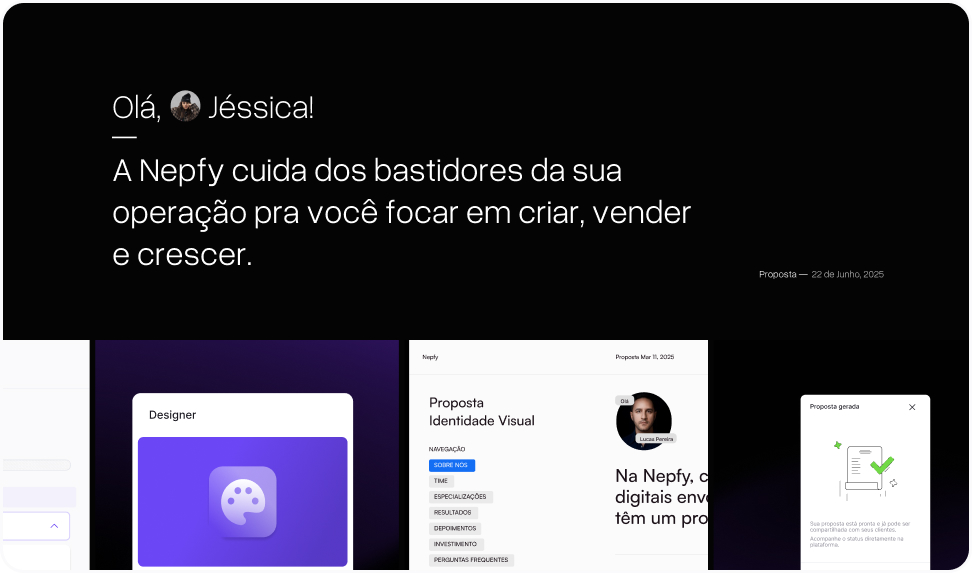 Olá, Jéssica!
A Nepfy cuida dos bastidores da sua
operação pra você focar em criar, vender
e crescer.
Proposta — 22 de Junho, 2025
Designer
Nepfy
Proposta Mar 11, 2025
Proposta
Identidade Visual
NAVEGAÇÃO
SOBRE NÓS
TIME
ESPECIALIZAÇÕES
RESULTADOS
DEPOIMENTOS
INVESTIMENTO
PERGUNTAS FREQUENTES
Olá
Lucas Pereira
Na Nepfy, c
digitais env
têm um pro
Proposta gerada
Sua proposta está pronta e já pode ser
compartilhada com seus clientes.
Acompanhe o status diretamente na
plataforma.